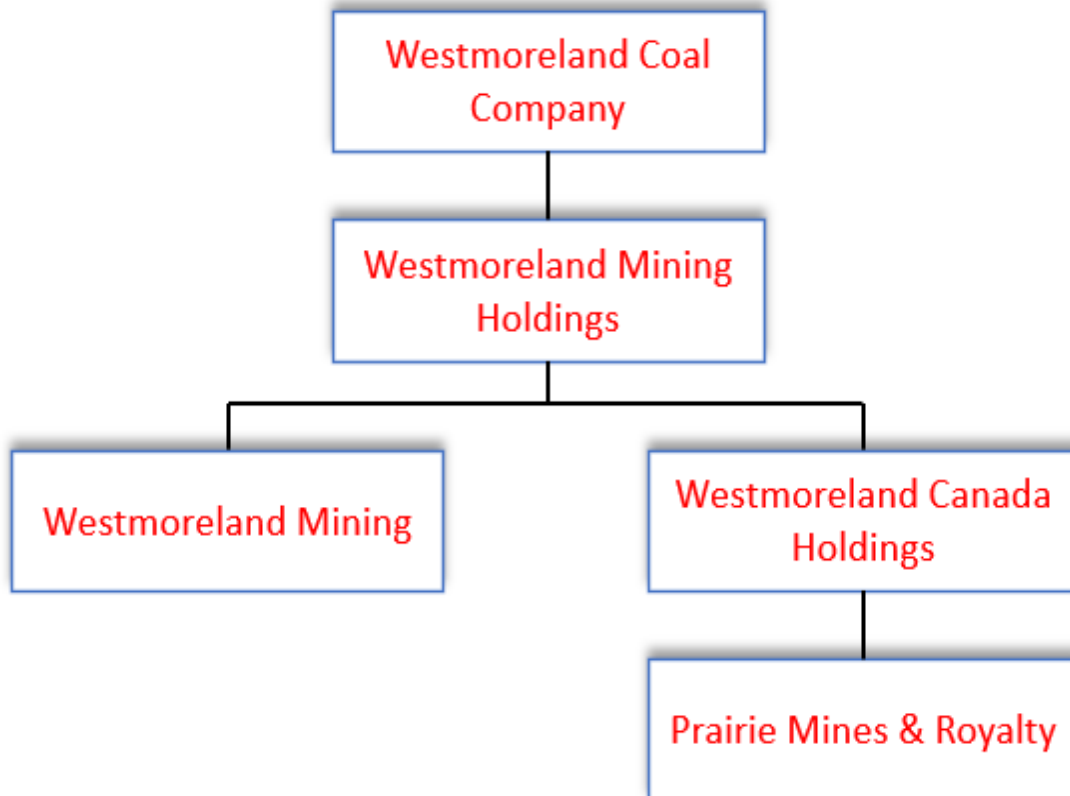 Westmoreland Coal
Company
Westmoreland Mining
Holdings
Westmoreland Mining
Westmoreland Canada
Holdings
Prairie Mines & Royalty